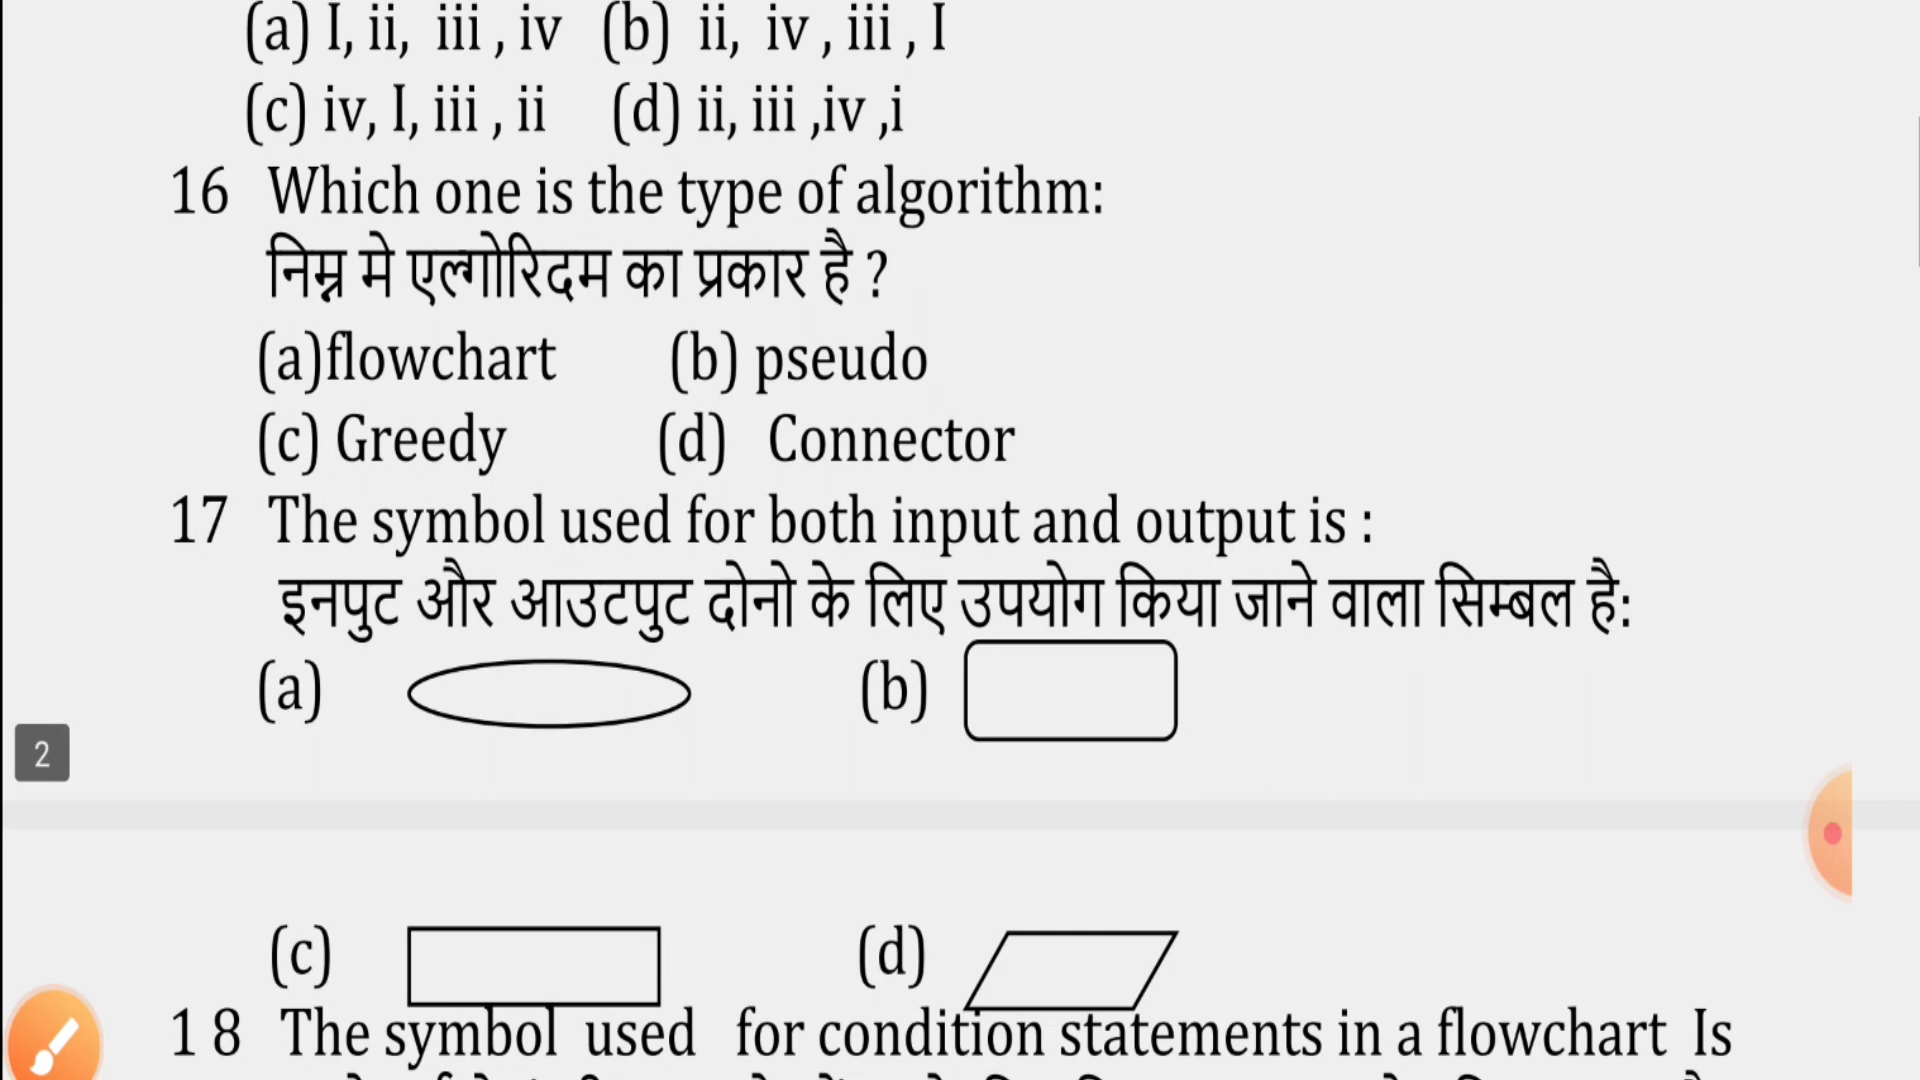 (a) I, ii, iii , iv (b) ii, iv , iii , I
(c) iv, I, iii , ii (d) ii, iii ,iv ,i
16 Which one is the type of algorithm:
निम्न मे एल्गोरिदम का प्रकार है ?
(a)flowchart (b) pseudo
(c) Greedy (d) Connector
17 The symbol used for both input and output is :
इनपुट और आउटपुट दोनो के लिए उपयोग किया जाने वाला सिम्बल है:
(a) (b)
2
(c) (d)
1 8 The symbol used for condition statements in a flowchart Is